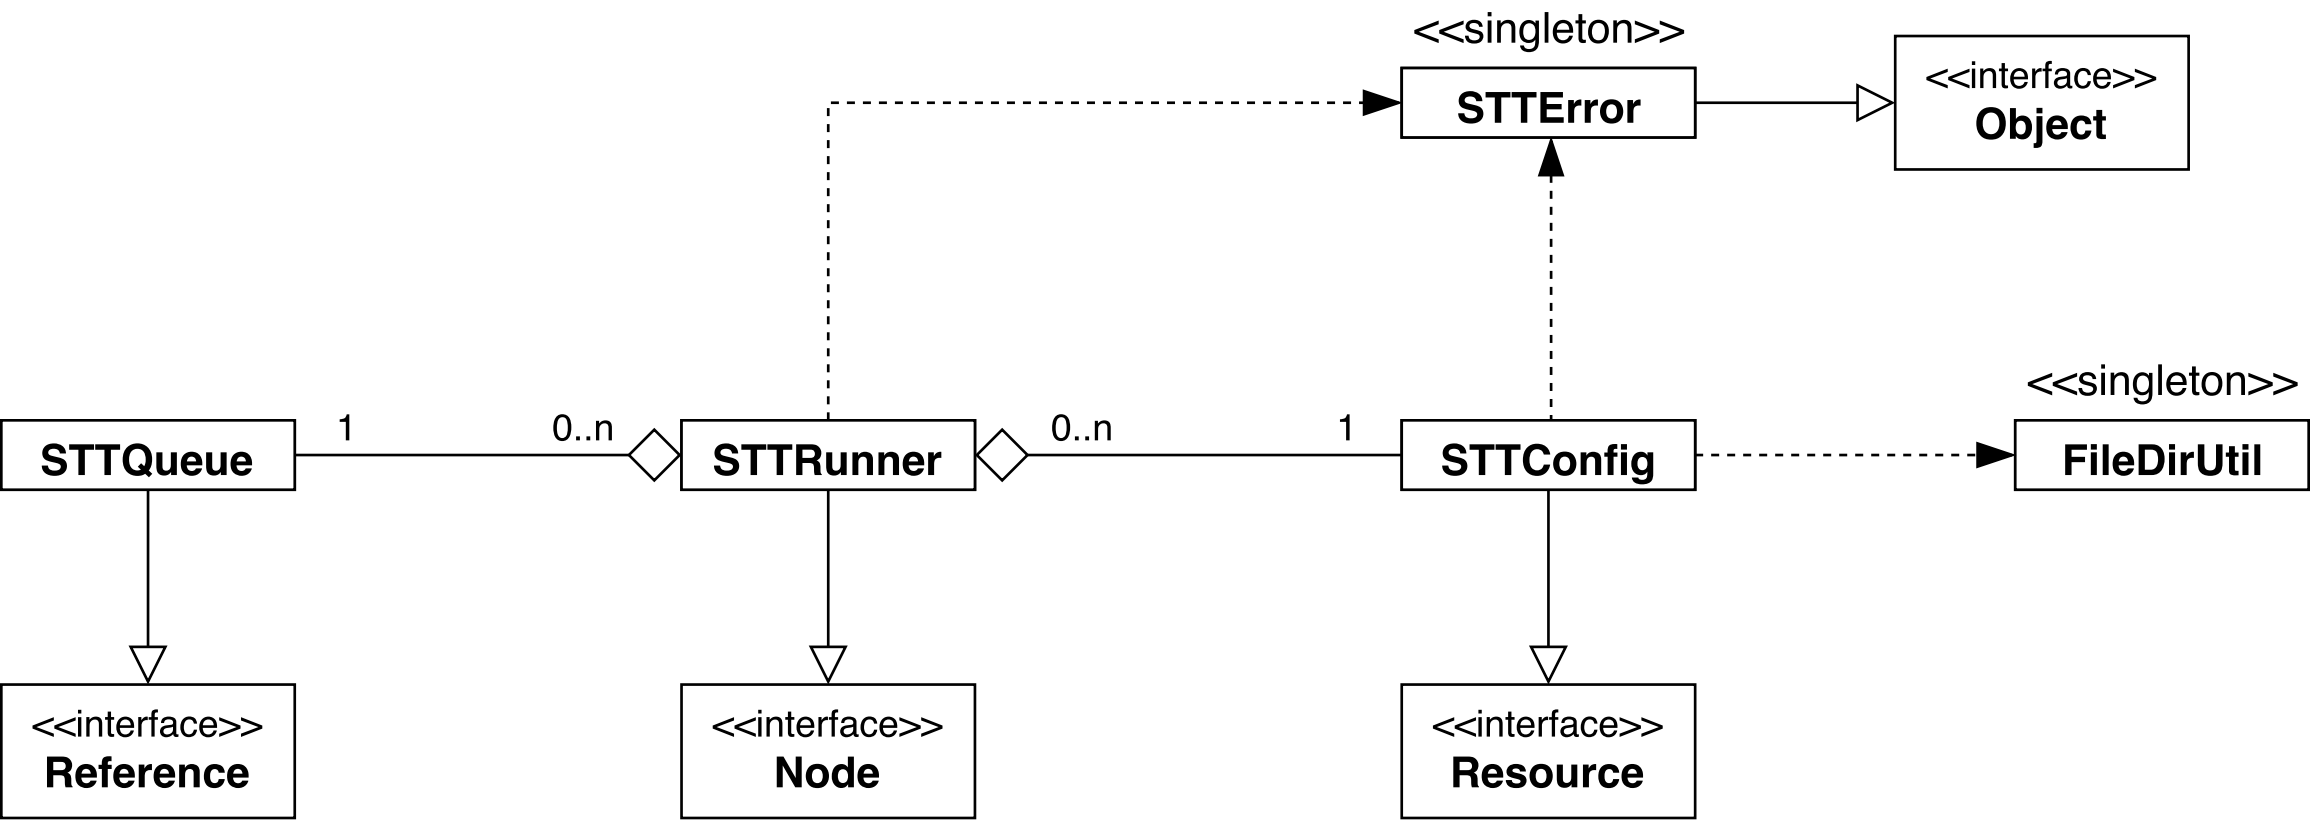 <<singleton>>
STTError
<<interface>>
Object
<<singleton>>
1
0..n
0..n
1
STTQueue
STTRunner
STTConfig
FileDirUtil
<<interface>>
Reference
<<interface>>
Node
<<interface>>
Resource